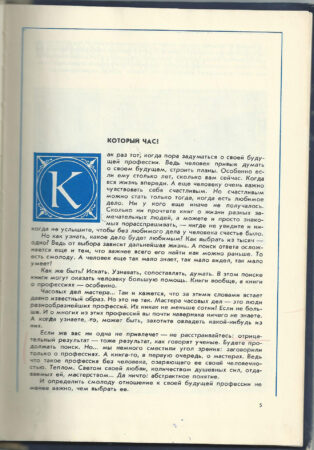 КОТОРЫЙ ЧАС?
К
ак раз тот, когда пора задуматься о своей буду-
щей профессии. Ведь человек привык думать
о своем будущем, строить планы. Особенно ес-
ли ему столько лет, сколько вам сейчас. Когда
вся жизнь впереди. А еще человеку очень важно
чувствовать себя счастливым. Но счастливым
можно стать только тогда, когда есть любимое
дело. Ни у кого еще иначе не получалось.
Сколько ни прочтете книг о жизни разных за-
мечательных людей, а можете и просто знако-
мых порасспрашивать, — нигде не увидите и ни-
когда не услышите, чтобы без любимого дела у человека счастье было.
Но как узнать, какое дело будет любимым? Как выбрать из тысяч —
одно? Ведь от выбора зависит дальнейшая жизнь. А поиск ответа ослож-
няется еще и тем, что важнее всего его найти как можно раньше. То
есть смолоду. А человек еще так мало знает, так мало видел, так мало
умеет!
Как же быть? Искать. Узнавать, сопоставлять, думать. В этом поиске
книги могут оказать человеку большую помощь. Книги вообще, а книги
о профессиях — особенно.
Часовых дел мастера... Так и кажется, что за этими словами встает
давно известный образ. Но это не так. Мастера часовых дел — это люди
разнообразнейших профессий. Их никак не меньше сотни! Если не боль-
ше. И о многих из этих профессий вы почти наверняка ничего не знаете.
А когда узнаете, то, может быть, захотите овладеть какой-нибудь из
них.
Если же вас ни одна не привлечет — не расстраивайтесь: отрица-
тельный результат — тоже результат, как говорят ученые. Будете про-
должать поиск. Но... мы немного сместили угол зрения: заговорили
только о профессиях. А книга-то, в первую очередь, о мастерах. Ведь
что такое профессия без человека, озаряющего ее своей человечно-
стью? Теплом. Светом своей любви, количеством душевных сил, отда-
ваемых ей, мастерством... Да ничто: абстрактное понятие.
И определить смолоду отношение к своей будущей профессии не
менее важно, чем выбрать ее.
5